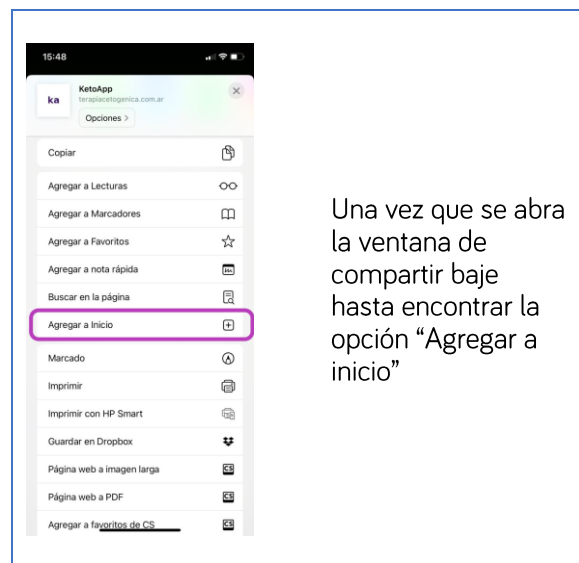 15:48
ka
KetoApp
terapiacetogenica.com.ar
Opciones >
Copiar
Agregar a Lecturas
Agregar a Marcadores
Agregar a Favoritos
Agregar a nota rápida
Buscar en la página
Agregar a Inicio
Marcado
Imprimir
Imprimir con HP Smart
Guardar en Dropbox
Página web a imagen larga
CS
Página web a PDF
CS
Agregar a favoritos de CS
CS
Una vez que se abra
la ventana de
compartir baje
hasta encontrar la
opción “Agregar a
inicio”